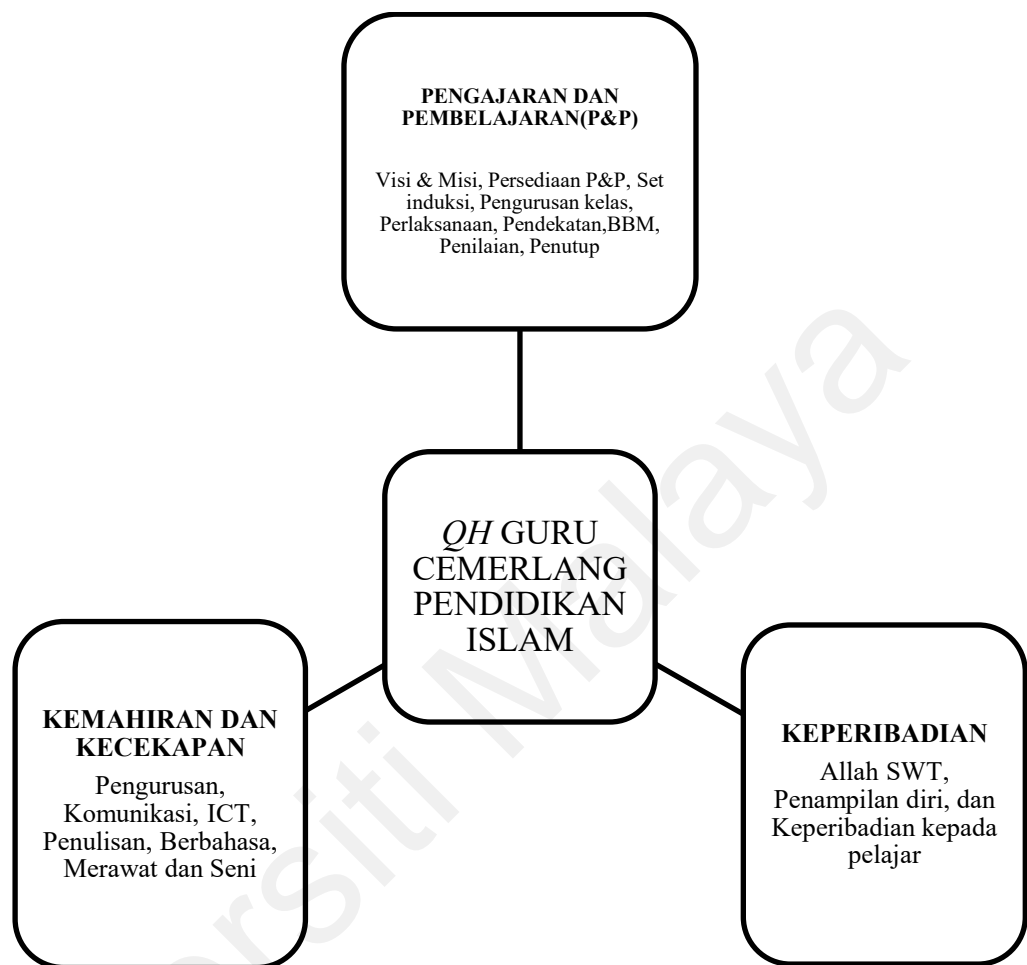 PENGAJARAN DAN
PEMBELAJARAN(P&P)
Visi & Misi, Persediaan P&P, Set
induksi, Pengurusan kelas,
Perlaksanaan, Pendekatan,BBM,
Penilaian, Penutup
QH GURU
CEMERLANG
PENDIDIKAN
ISLAM
KEMAHIRAN DAN
KECEKAPAN
Pengurusan,
Komunikasi, ICT,
Penulisan, Berbahasa,
Merawat dan Seni
KEPERIBADIAN
Allah SWT,
Penampilan diri, dan
Keperibadian kepada
pelajar
ersiti Malaya